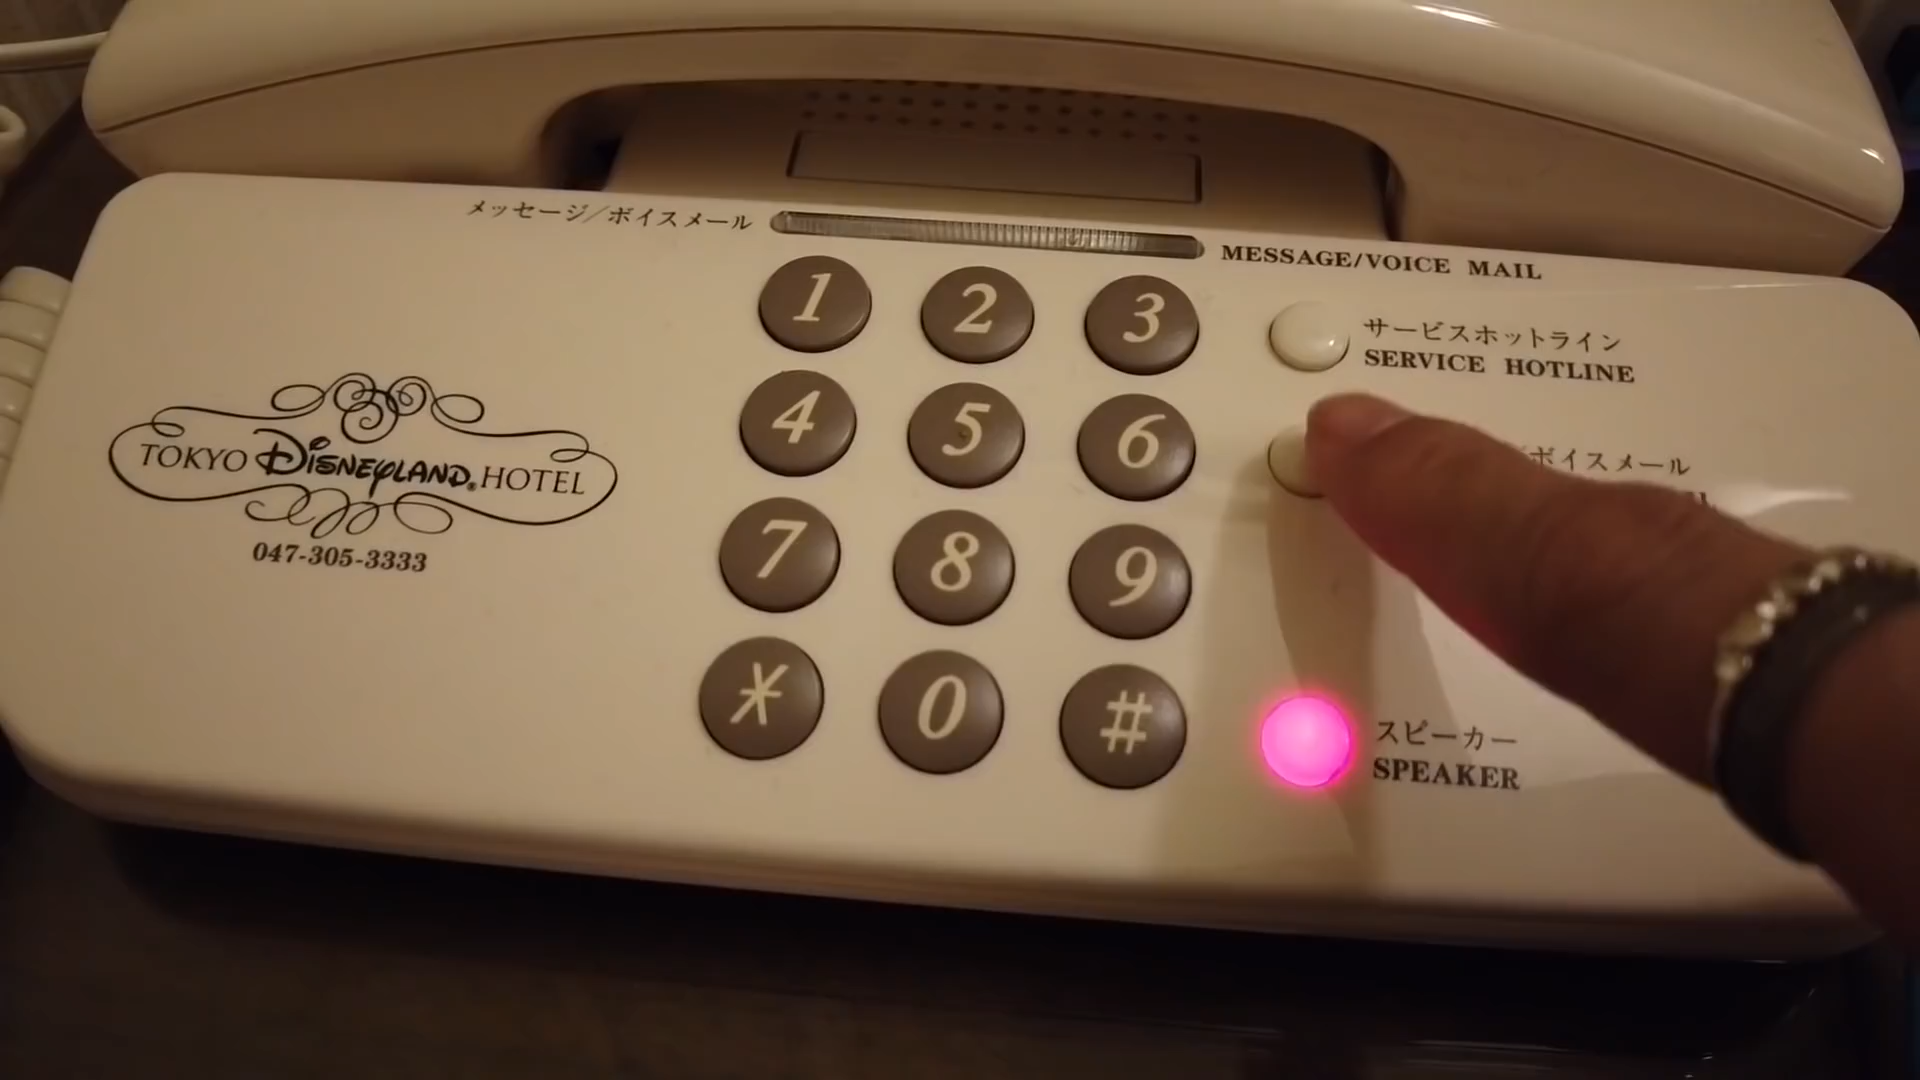 メッセージ/ボイスメール
MESSAGE/VOICE MAIL
1 2 3
サービスホットライン
SERVICE HOTLINE
4 5 6
/ボイスメール
TOKYO DISNEYLAND® HOTEL
047-305-3333
7 8 9
* 0 #
スピーカー
SPEAKER